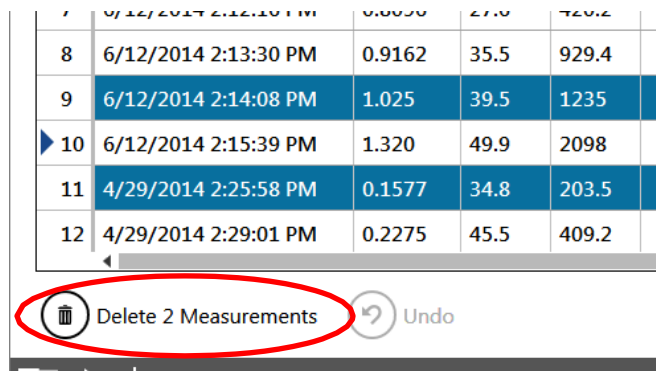 8 6/12/2014 2:13:30 PM 0.9162 35.5 929.4
9 6/12/2014 2:14:08 PM 1.025 39.5 1235
10 6/12/2014 2:15:39 PM 1.320 49.9 2098
11 4/29/2014 2:25:58 PM 0.1577 34.8 203.5
12 4/29/2014 2:29:01 PM 0.2275 45.5 409.2
Delete 2 Measurements Undo